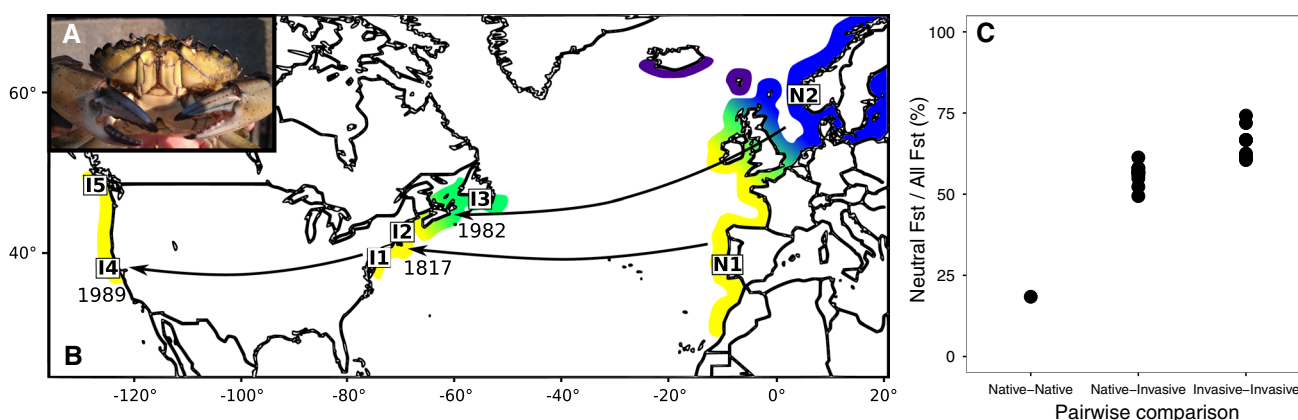 A
60°
40°
I5
I4
1989
I3
I2
I1
1982
1817
N2
N1
B
-120° -100° -80° -60° -40° -20° 0° 20°
C
Neutral Fst / All Fst (%)
100
75
50
25
0
Native−Native Native−Invasive Invasive−Invasive
Pairwise comparison